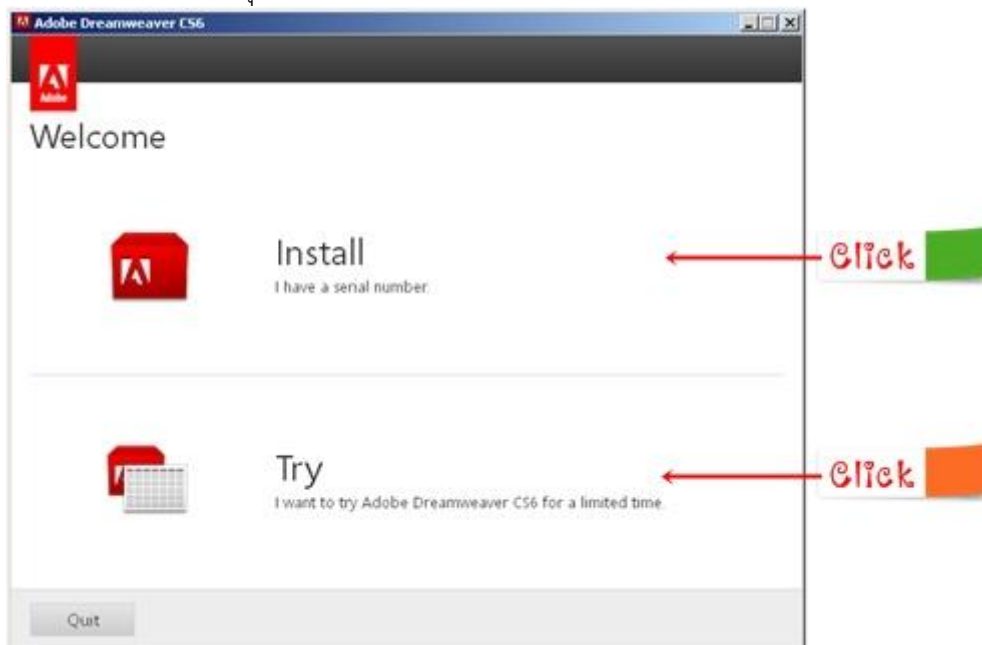 Adobe Dreamweaver CS6
Adobe
Welcome
Install
I have a serial number.
Click
Try
I want to try Adobe Dreamweaver CS6 for a limited time.
Click
Quit